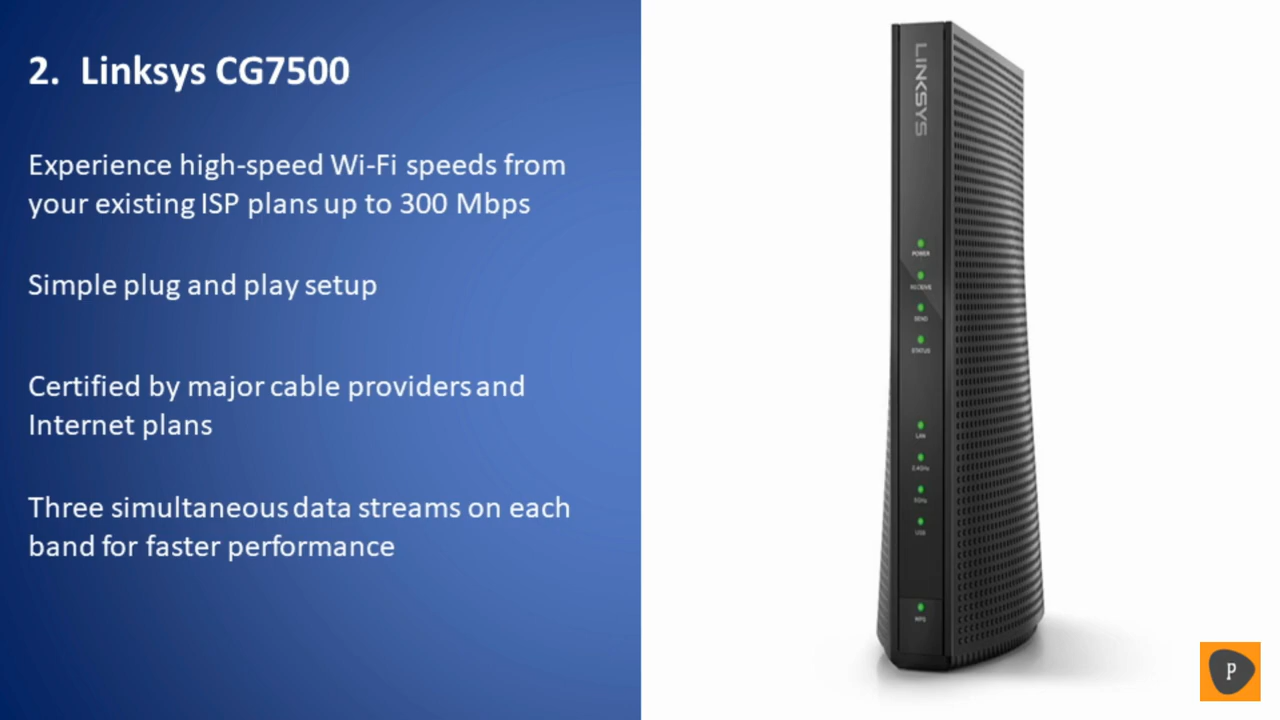 2. Linksys CG7500
Experience high-speed Wi-Fi speeds from
your existing ISP plans up to 300 Mbps
Simple plug and play setup
Certified by major cable providers and
Internet plans
Three simultaneous data streams on each
band for faster performance
LINKSYS
POWER
RECEIVE
SEND
STATUS
LAN
2.4GHz
5GHz
USB
WPS
P